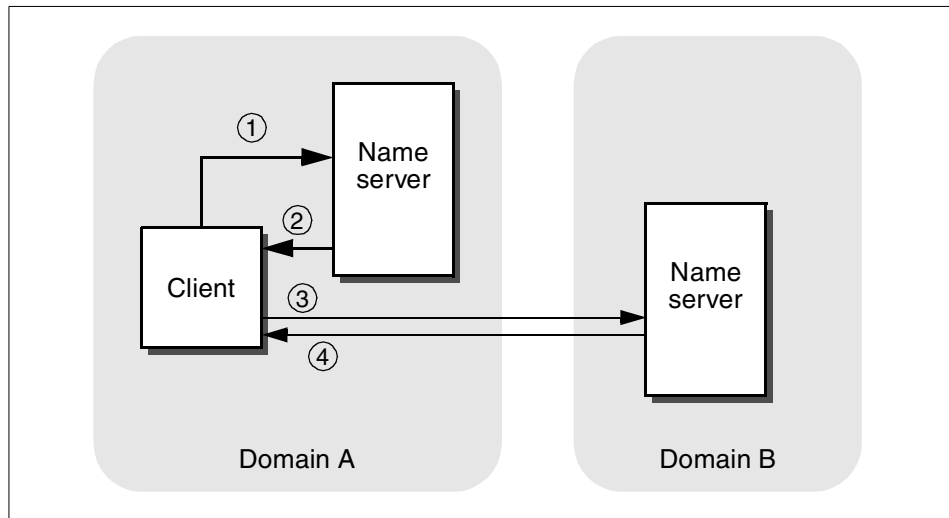 ①
Name
server
②
Client
③
Name
server
④
Domain A
Domain B